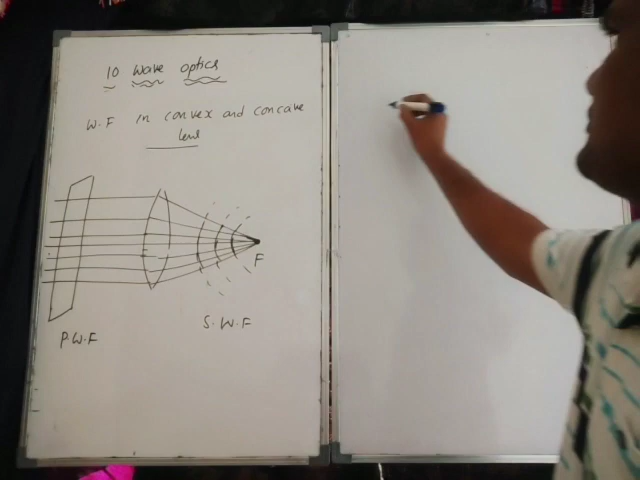 10 Wave optics
W.F in convex and concave
lens
F
P.W.F
S.W.F